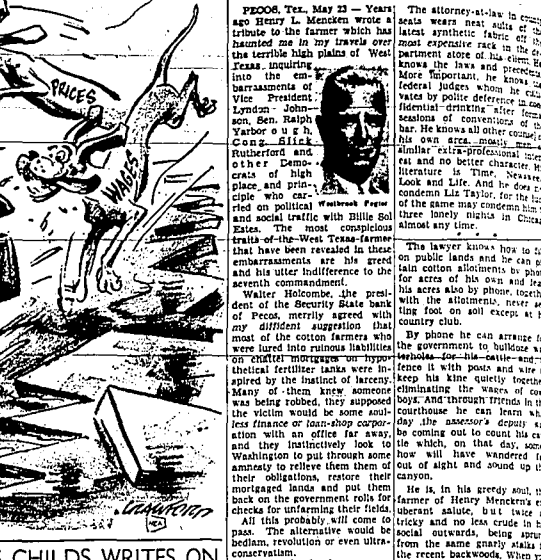 PRICES
WAGES
CRAWFORD
NEA
S CHILDS WRITES ON
PECOS, Tex., May 23 — Years
ago Henry L. Mencken wrote a
tribute to the farmer which has
haunted me in my travels over
the terrible high plains of West
Texas inquiring
into the em-
barrassments of
Vice President
Lyndon John-
son, Sen. Ralph
Yarbor o u g h,
Cong. Slick
Rutherford and
o t h e r Demo-
crats of high
place and prin-
ciple who car-
ried on political
Westbrook Pegler
and social traffic with Billie Sol
Estes. The most conspicious
traits of the West Texas farmer
that have been revealed in these
embarrassments are his greed
and his utter indifference to the
seventh commandment.
Walter Holcombe, the presi-
dent of the Security State bank
of Pecos, merrily agreed with
my diffident suggestion that
most of the cotton farmers who
were lured into ruinous liabilities
on chattel mortgages on hypo-
thetical fertilizer tanks were in-
spired by the instinct of larceny.
Many of them knew someone
was being robbed, they supposed
the victim would be some soul-
less finance or loan-shop corpor-
ation with an office far away,
and they instinctively look to
Washington to put through some
amnesty to relieve them of
their obligations, restore their
mortgaged lands and put them
back on the government rolls for
checks for unfarming fields.
All this probably will come to
pass. The alternative would be
bedlam, revolution or even ultra-
conservatism.
The attorney-at-law in county
seats wears neat suits of the
latest synthetic fabric off the
most expensive rack in the de-
partment store of his client. He
knows the laws and precedents.
More important, he knows the
federal judges whom he culti-
vates by polite deference in con-
fidential drinking after formal
sessions of conventions of the
bar. He knows all other counsel
his own area, mostly men
similar extra-professional inter-
est and no better character. His
literature is Time, Newsweek,
Look and Life. And he does not
condemn Liz Taylor, for the luck
of the game may condemn him
three lonely nights in Chicago
almost any time.
The lawyer knows how to
on public lands and he can
tain cotton allotments by phone
for acres of his own and
his acres also by phone, together
with the allotments, never set-
ting foot on soil except at
country club.
By phone he can arrange for
the government to bulldoze wa-
terholes for his cattle and
fence it with posts and wire
keep his kine quietly together,
eliminating the wages of cow-
boys. And through friends in the
courthouse he can learn what
day the assessor's deputy
be coming out to count his cat-
tle which, on that day, some-
how will have wandered
out of sight and sound up the
canyon.
He is, in his greedy soul, the
farmer of Henry Mencken's ex-
uberant salute, but twice
tricky and no less crude in his
social outwards, being sprung
from the same gnarly stalks
the recent backwoods. When you